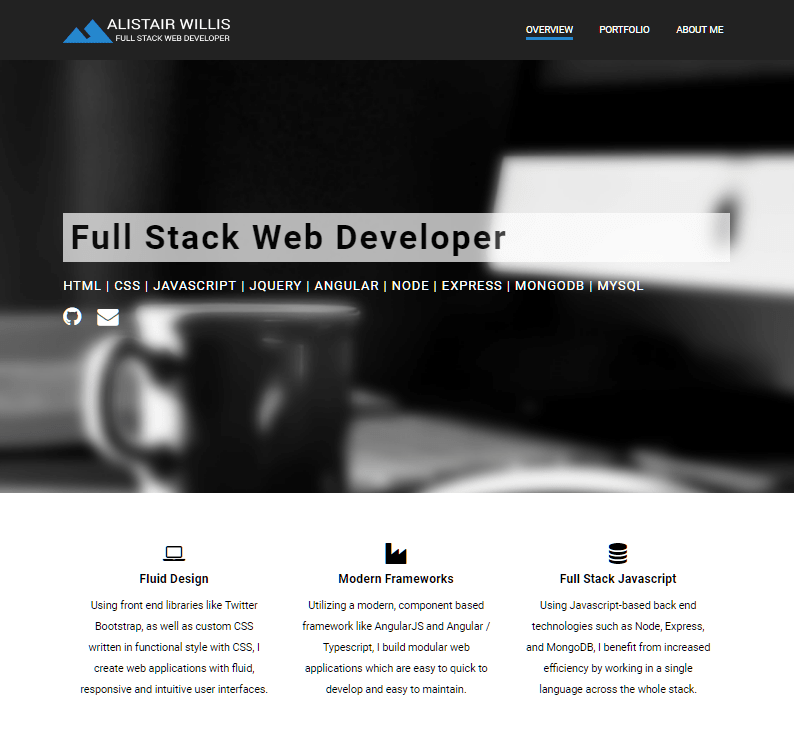 ALISTAIR WILLIS
FULL STACK WEB DEVELOPER
OVERVIEW PORTFOLIO ABOUT ME
Full Stack Web Developer
HTML | CSS | JAVASCRIPT | JQUERY | ANGULAR | NODE | EXPRESS | MONGODB | MYSQL
Fluid Design
Using front end libraries like Twitter
Bootstrap, as well as custom CSS
written in functional style with CSS, I
create web applications with fluid,
responsive and intuitive user interfaces.
Modern Frameworks
Utilizing a modern, component based
framework like AngularJS and Angular /
Typescript, I build modular web
applications which are easy to quick to
develop and easy to maintain.
Full Stack Javascript
Using Javascript-based back end
technologies such as Node, Express,
and MongoDB, I benefit from increased
efficiency by working in a single
language across the whole stack.